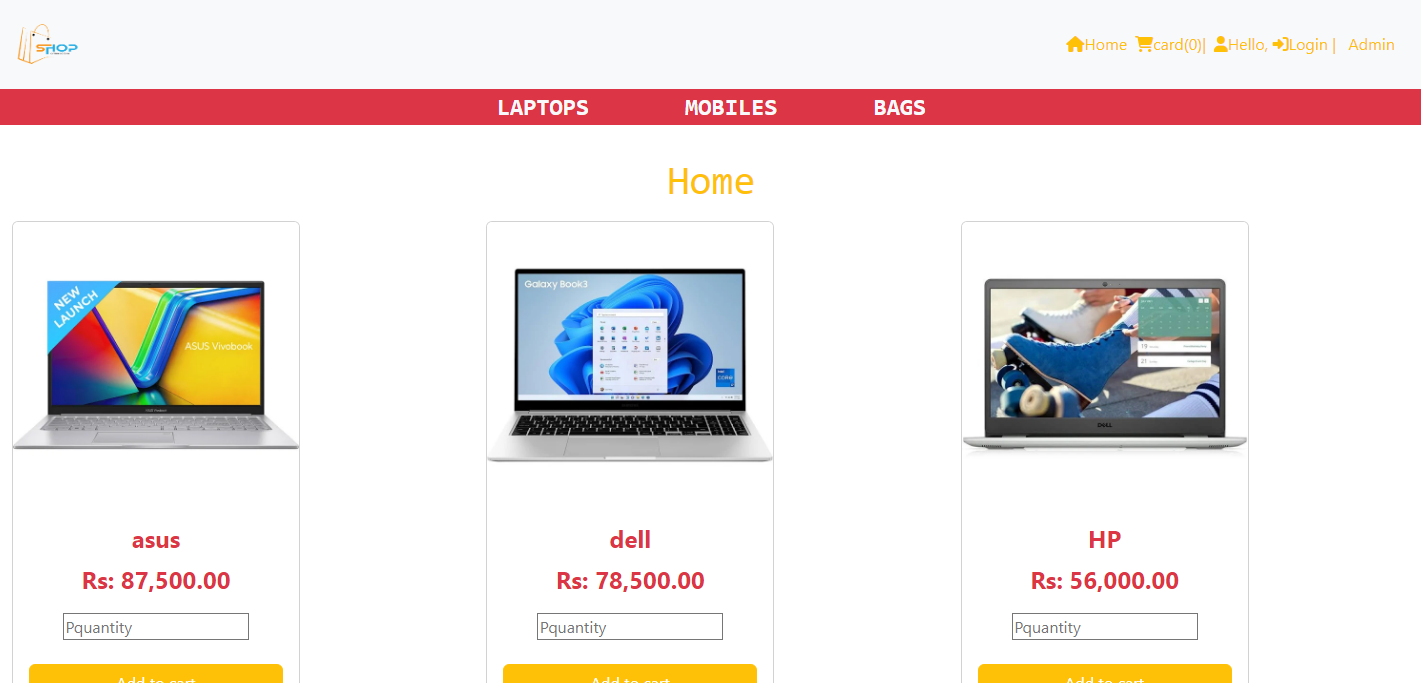 SHOP
Home card(0)| Hello, Login | Admin
LAPTOPS MOBILES BAGS
Home
NEW LAUNCH
ASUS Vivobook
Galaxy Book3
DELL
asus
dell
HP
Rs: 87,500.00
Rs: 78,500.00
Rs: 56,000.00
Pquantity
Pquantity
Pquantity
Add to cart
Add to cart
Add to cart